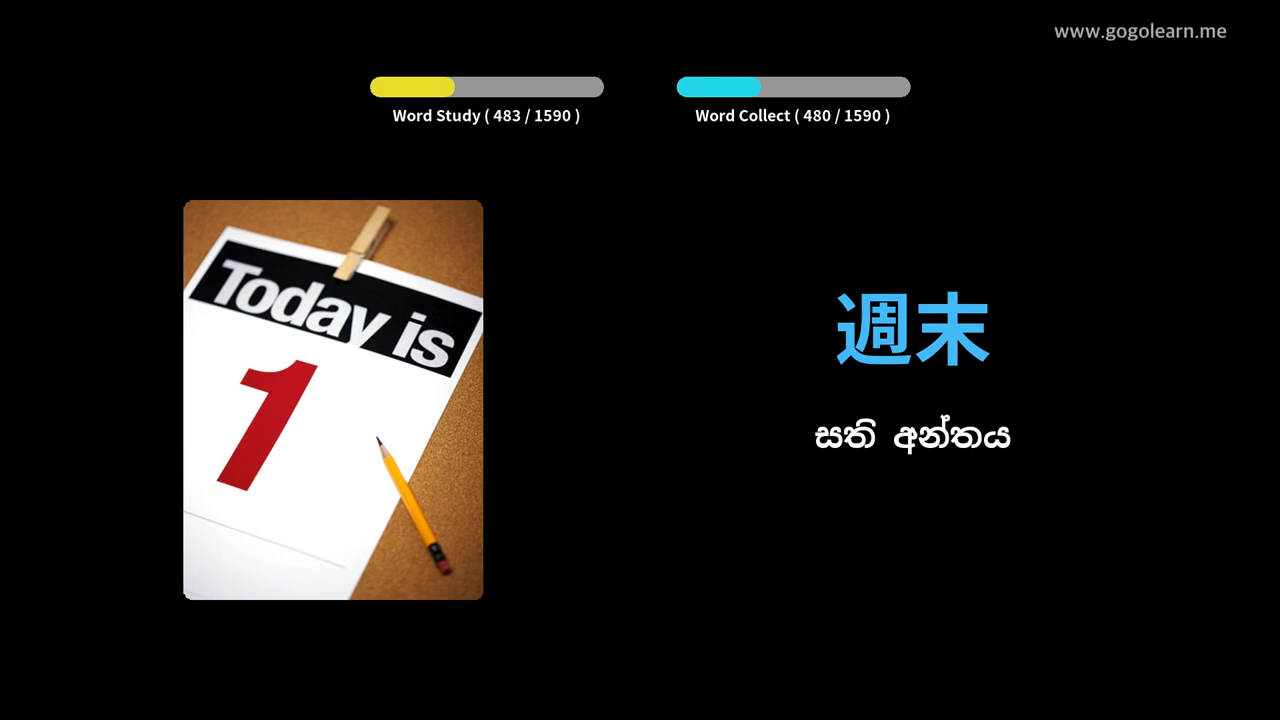 www.gogolearn.me
Word Study ( 483 / 1590 )
Word Collect ( 480 / 1590 )
Today is
1
週末
සති අන්තය